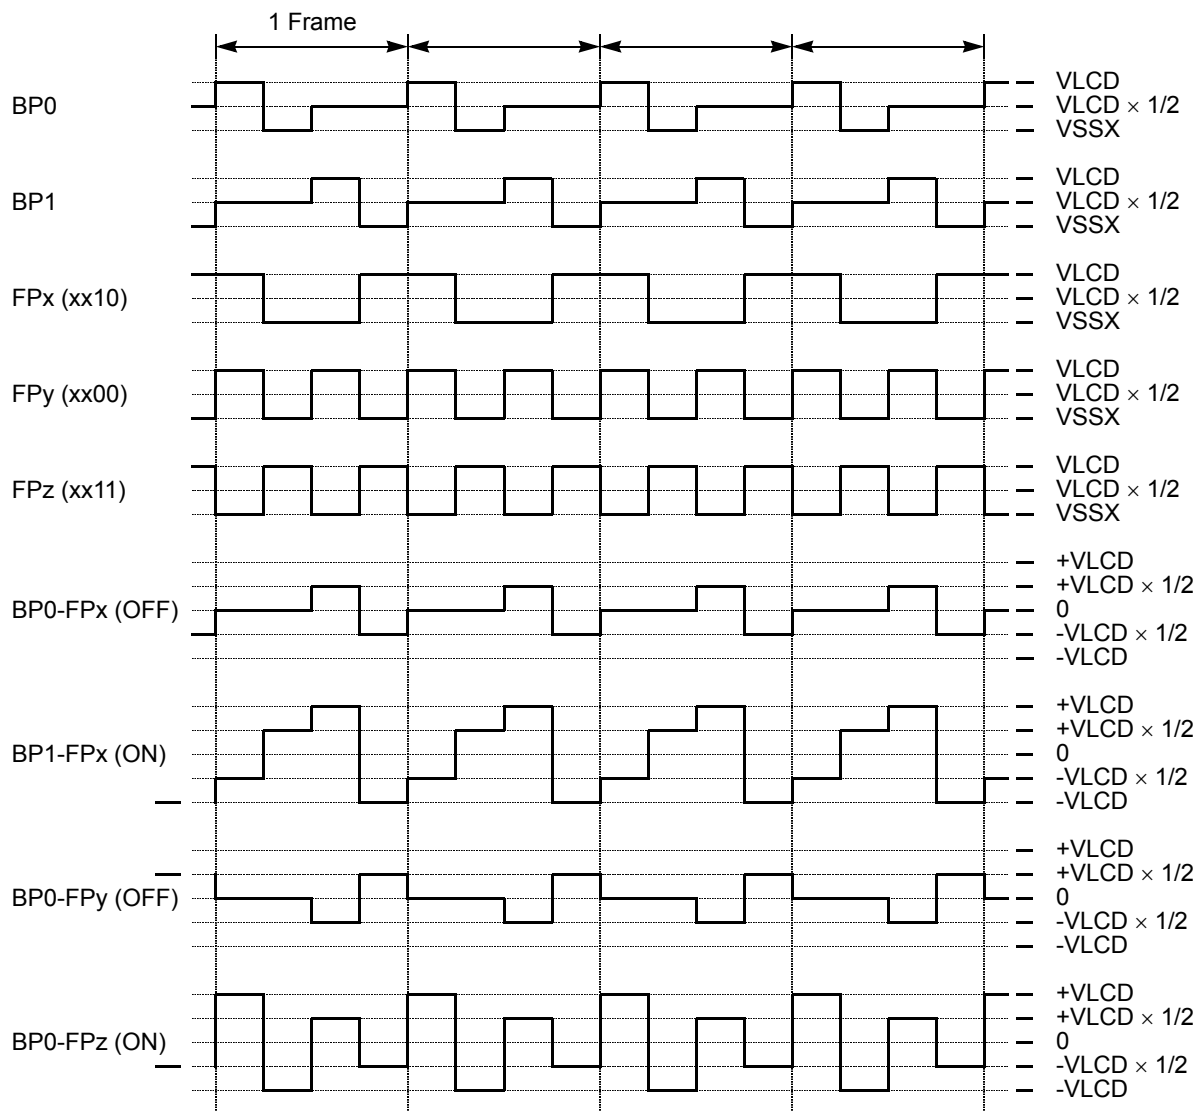 1 Frame
BP0
VLCD
VLCD × 1/2
VSSX
BP1
VLCD
VLCD × 1/2
VSSX
FPx (xx10)
VLCD
VLCD × 1/2
VSSX
FPy (xx00)
VLCD
VLCD × 1/2
VSSX
FPz (xx11)
VLCD
VLCD × 1/2
VSSX
BP0-FPx (OFF)
+VLCD
+VLCD × 1/2
0
-VLCD × 1/2
-VLCD
BP1-FPx (ON)
+VLCD
+VLCD × 1/2
0
-VLCD × 1/2
-VLCD
BP0-FPy (OFF)
+VLCD
+VLCD × 1/2
0
-VLCD × 1/2
-VLCD
BP0-FPz (ON)
+VLCD
+VLCD × 1/2
0
-VLCD × 1/2
-VLCD